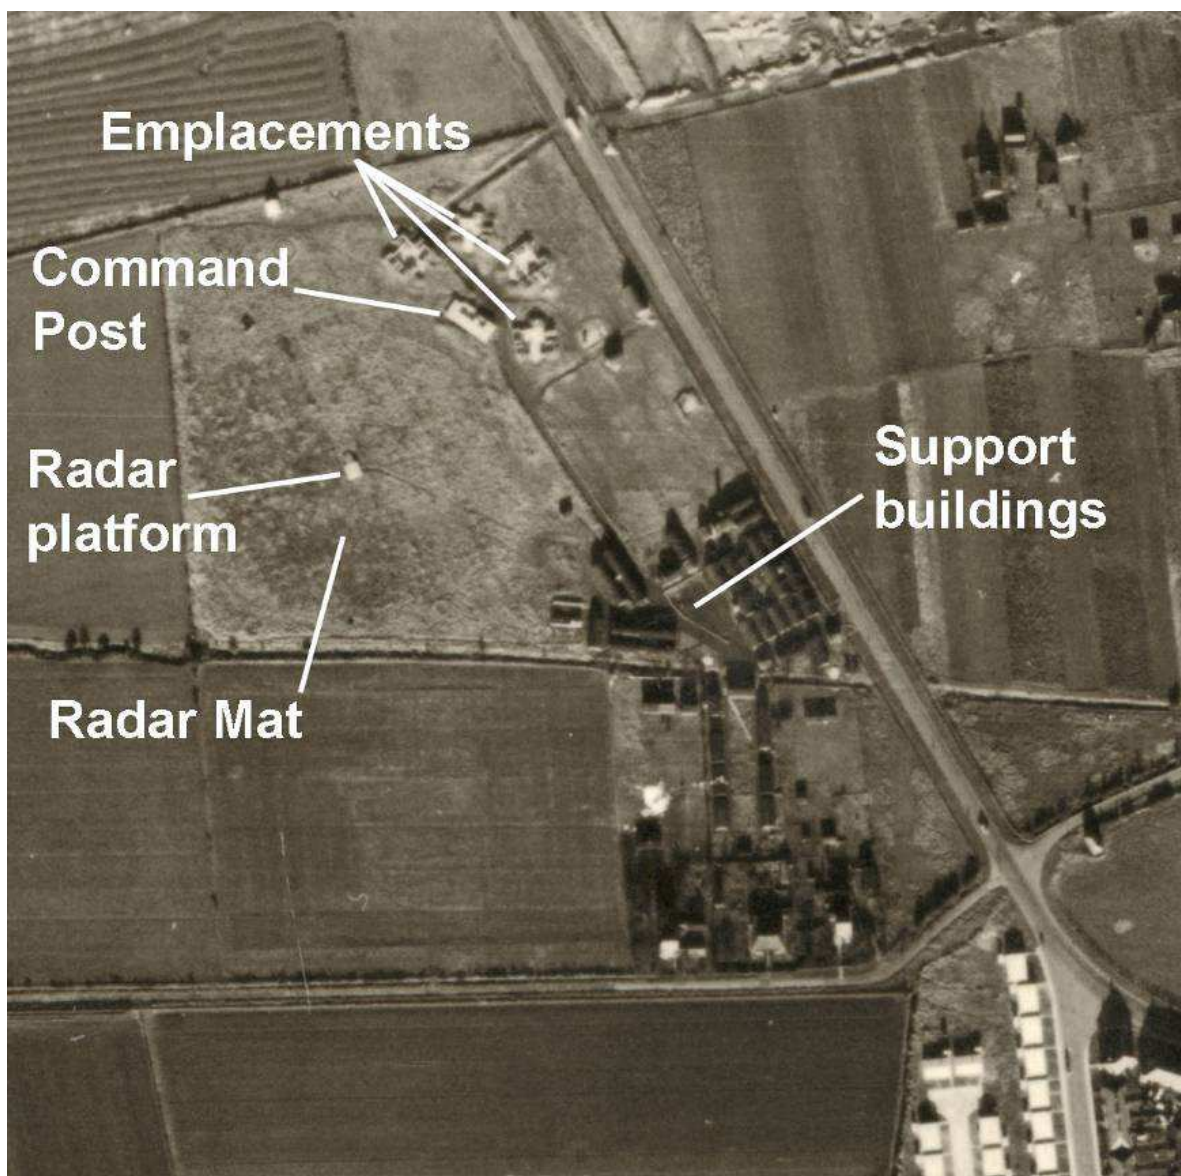 Emplacements
Command
Post
Radar
platform
Support
buildings
Radar Mat